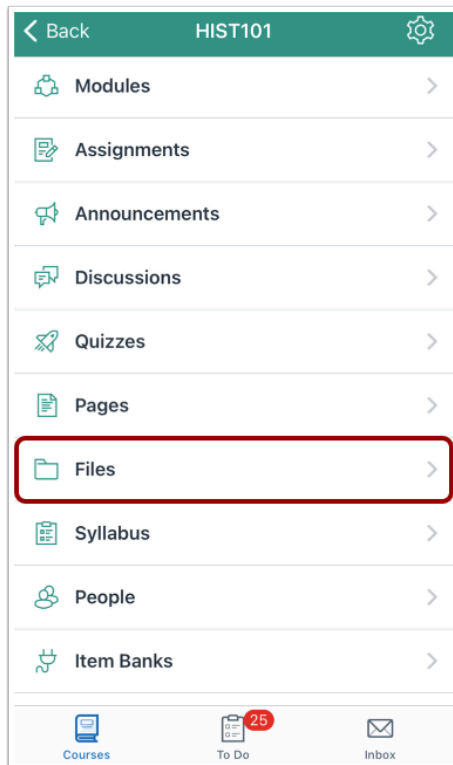 Back HIST101
Modules
Assignments
Announcements
Discussions
Quizzes
Pages
Files
Syllabus
People
Item Banks
25
Courses To Do Inbox